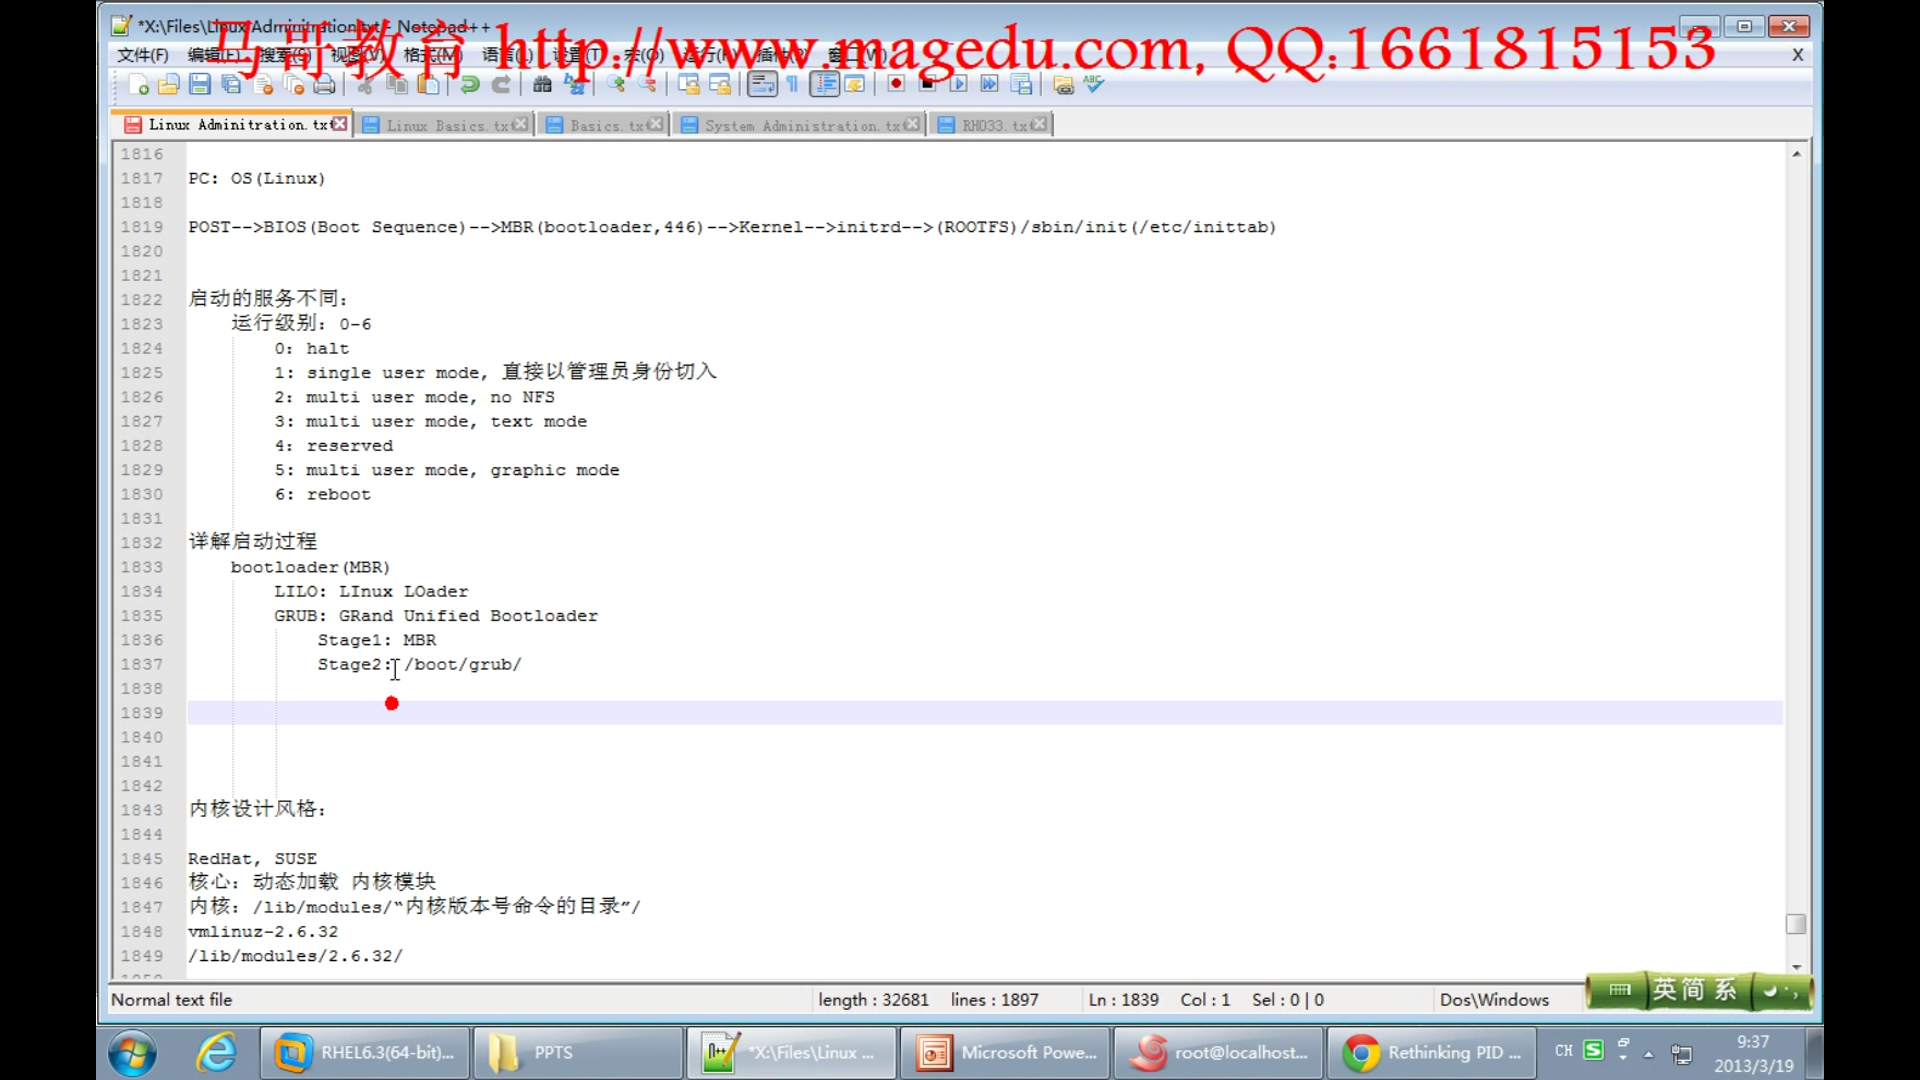 *X:\Files\Linux Adminitration.txt - Notepad++
马哥教育 http://www.magedu.com, QQ:1661815153
文件(F) 编辑(E) 搜索(S) 视图(V) 格式(M) 语言(L) 设置(T) 宏(O) 运行(R) 插件(P) 窗口(W) X
Linux Adminitration.txt Linux Basics.txt Basics.txt System Administration.txt RH033.txt
1816
1817 PC: OS(Linux)
1818
1819 POST-->BIOS(Boot Sequence)-->MBR(bootloader,446)-->Kernel-->initrd-->(ROOTFS)/sbin/init(/etc/inittab)
1820
1821
1822 启动的服务不同:
1823 运行级别: 0-6
1824 0: halt
1825 1: single user mode, 直接以管理员身份切入
1826 2: multi user mode, no NFS
1827 3: multi user mode, text mode
1828 4: reserved
1829 5: multi user mode, graphic mode
1830 6: reboot
1831
1832 详解启动过程
1833 bootloader(MBR)
1834 LILO: LInux LOader
1835 GRUB: GRand Unified Bootloader
1836 Stage1: MBR
1837 Stage2: /boot/grub/
1838
1839
1840
1841
1842
1843 内核设计风格:
1844
1845 RedHat, SUSE
1846 核心: 动态加载 内核模块
1847 内核: /lib/modules/“内核版本号命令的目录”/
1848 vmlinuz-2.6.32
1849 /lib/modules/2.6.32/
Normal text file length : 32681 lines : 1897 Ln : 1839 Col : 1 Sel : 0 | 0 Dos\Windows
英简系
RHEL6.3(64-bit)... PPTS *X:\Files\Linux ... Microsoft Powe... root@localhost... Rethinking PID ... CH S 9:37
2013/3/19